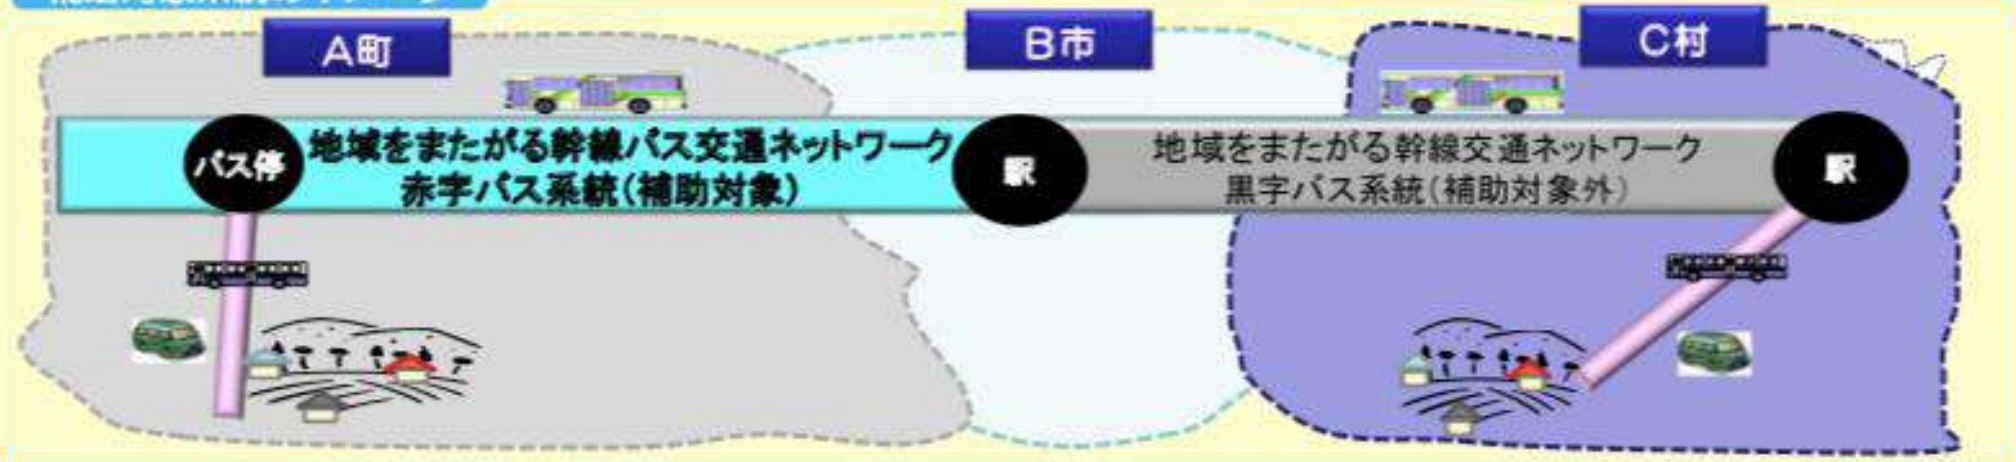 A町
B市
C村
バス停
地域をまたがる幹線バス交通ネットワーク
赤字バス系統(補助対象)
駅
地域をまたがる幹線交通ネットワーク
黒字バス系統(補助対象外)
駅